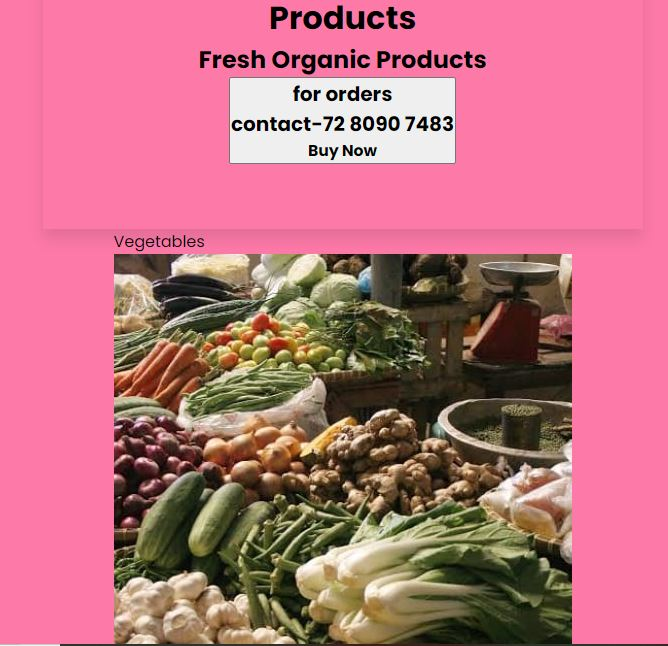 Products
Fresh Organic Products
for orders
contact-72 8090 7483
Buy Now
Vegetables